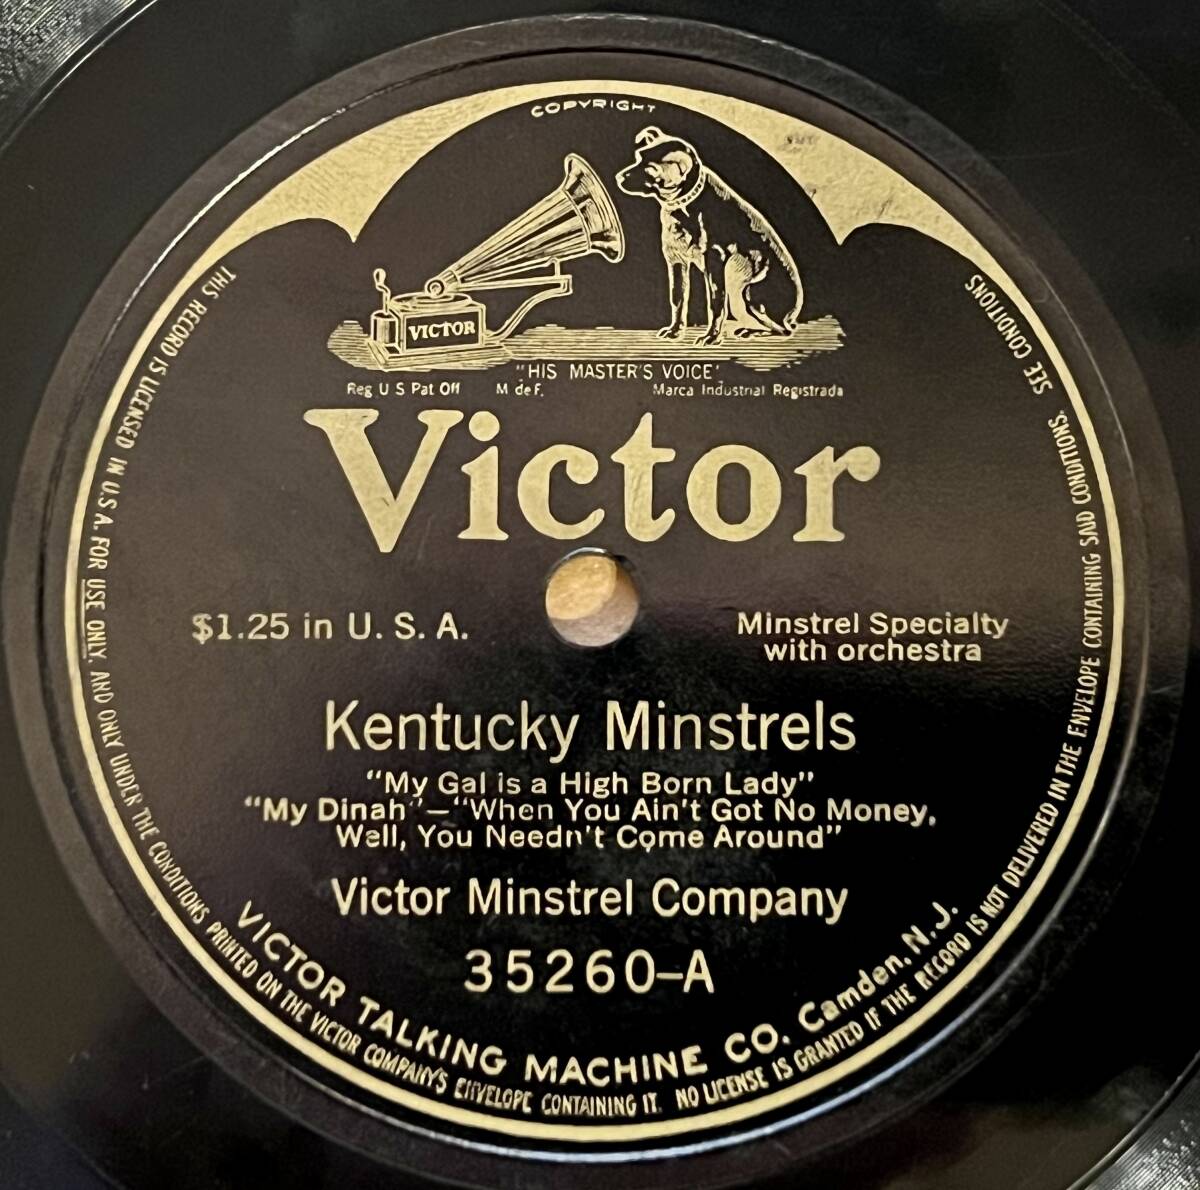 COPYRIGHT
VICTOR
"HIS MASTER'S VOICE"
Reg U S Pat Off M de F. Marca Industrial Registrada
Victor
$1.25 in U. S. A.
Minstrel Specialty
with orchestra
Kentucky Minstrels
"My Gal is a High Born Lady"
"My Dinah"—"When You Ain't Got No Money,
Well, You Needn't Come Around"
Victor Minstrel Company
35260-A
VICTOR TALKING MACHINE CO. Camden, N.J.
THIS RECORD IS LICENSED IN U.S.A. FOR USE ONLY, AND ONLY UNDER THE CONDITIONS PRINTED ON THE VICTOR COMPANY'S ENVELOPE CONTAINING IT. NO LICENSE IS GRANTED IF THE RECORD IS NOT DELIVERED IN THE ENVELOPE CONTAINING SAID CONDITIONS. SEE CONDITIONS